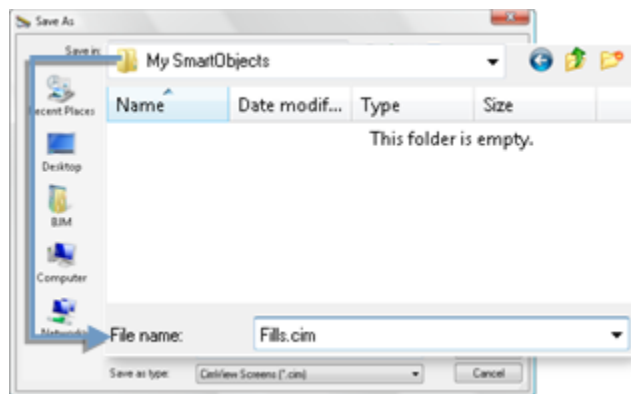 Save As
Save in:
My SmartObjects
Recent Places
Name Date modif... Type Size
This folder is empty.
Desktop
BJM
Computer
Network
File name: Fills.cim
Save as type: CimView Screens (*.cim) Cancel